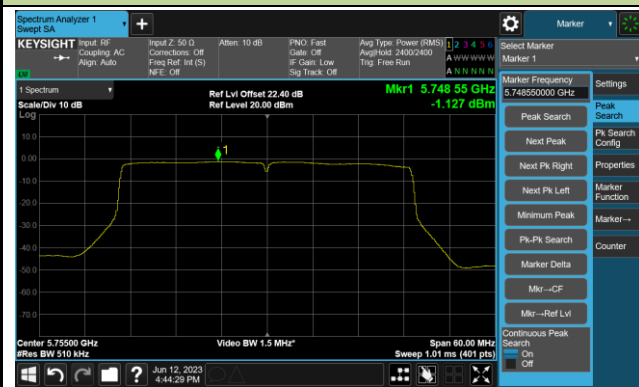 Spectrum Analyzer 1
Swept SA
Marker
KEYSIGHT
Input: RF
Coupling: AC
Align: Auto
Input Z: 50 Ω
Corrections: Off
Freq Ref: Int (S)
NFE: Off
Atten: 10 dB
PNO: Fast
Gate: Off
IF Gain: Low
Sig Track: Off
Avg Type: Power (RMS)
Avg|Hold: 2400/2400
Trig: Free Run
1 2 3 4 5 6
A W W W W W
A N N N N N
LXI
Select Marker
Marker 1
1 Spectrum
Scale/Div 10 dB
Log
Ref Lvl Offset 22.40 dB
Ref Level 20.00 dBm
Mkr1 5.748 55 GHz
-1.127 dBm
1
10.0
0.00
-10.0
-20.0
-30.0
-40.0
-50.0
-60.0
-70.0
Center 5.75500 GHz
#Res BW 510 kHz
Video BW 1.5 MHz*
Span 60.00 MHz
Sweep 1.01 ms (401 pts)
Marker Frequency
5.748550000 GHz
Peak Search
Next Peak
Next Pk Right
Next Pk Left
Minimum Peak
Pk-Pk Search
Marker Delta
Mkr→CF
Mkr→Ref Lvl
Continuous Peak
Search
On
Off
Settings
Peak
Search
Pk Search
Config
Properties
Marker
Function
Marker→
Counter
?
Jun 12, 2023
4:44:29 PM